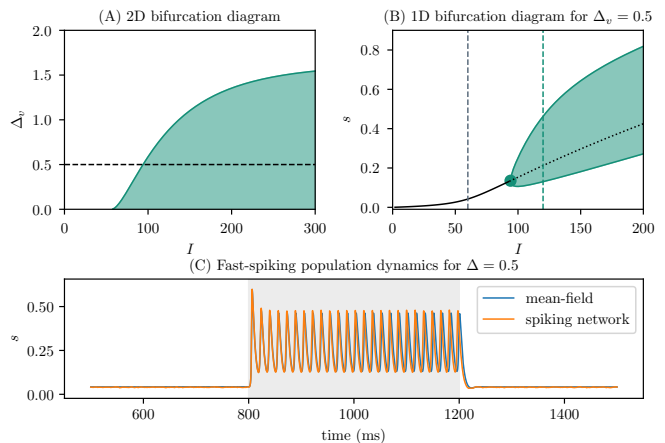 (A) 2D bifurcation diagram
(B) 1D bifurcation diagram for Δᵥ = 0.5
2.0
1.5
1.0
0.5
0.0
Δᵥ
0
100
200
300
I
0.8
0.6
0.4
0.2
0.0
s
0
50
100
150
200
I
(C) Fast-spiking population dynamics for Δ = 0.5
0.50
0.25
0.00
s
mean-field
spiking network
600
800
1000
1200
1400
time (ms)